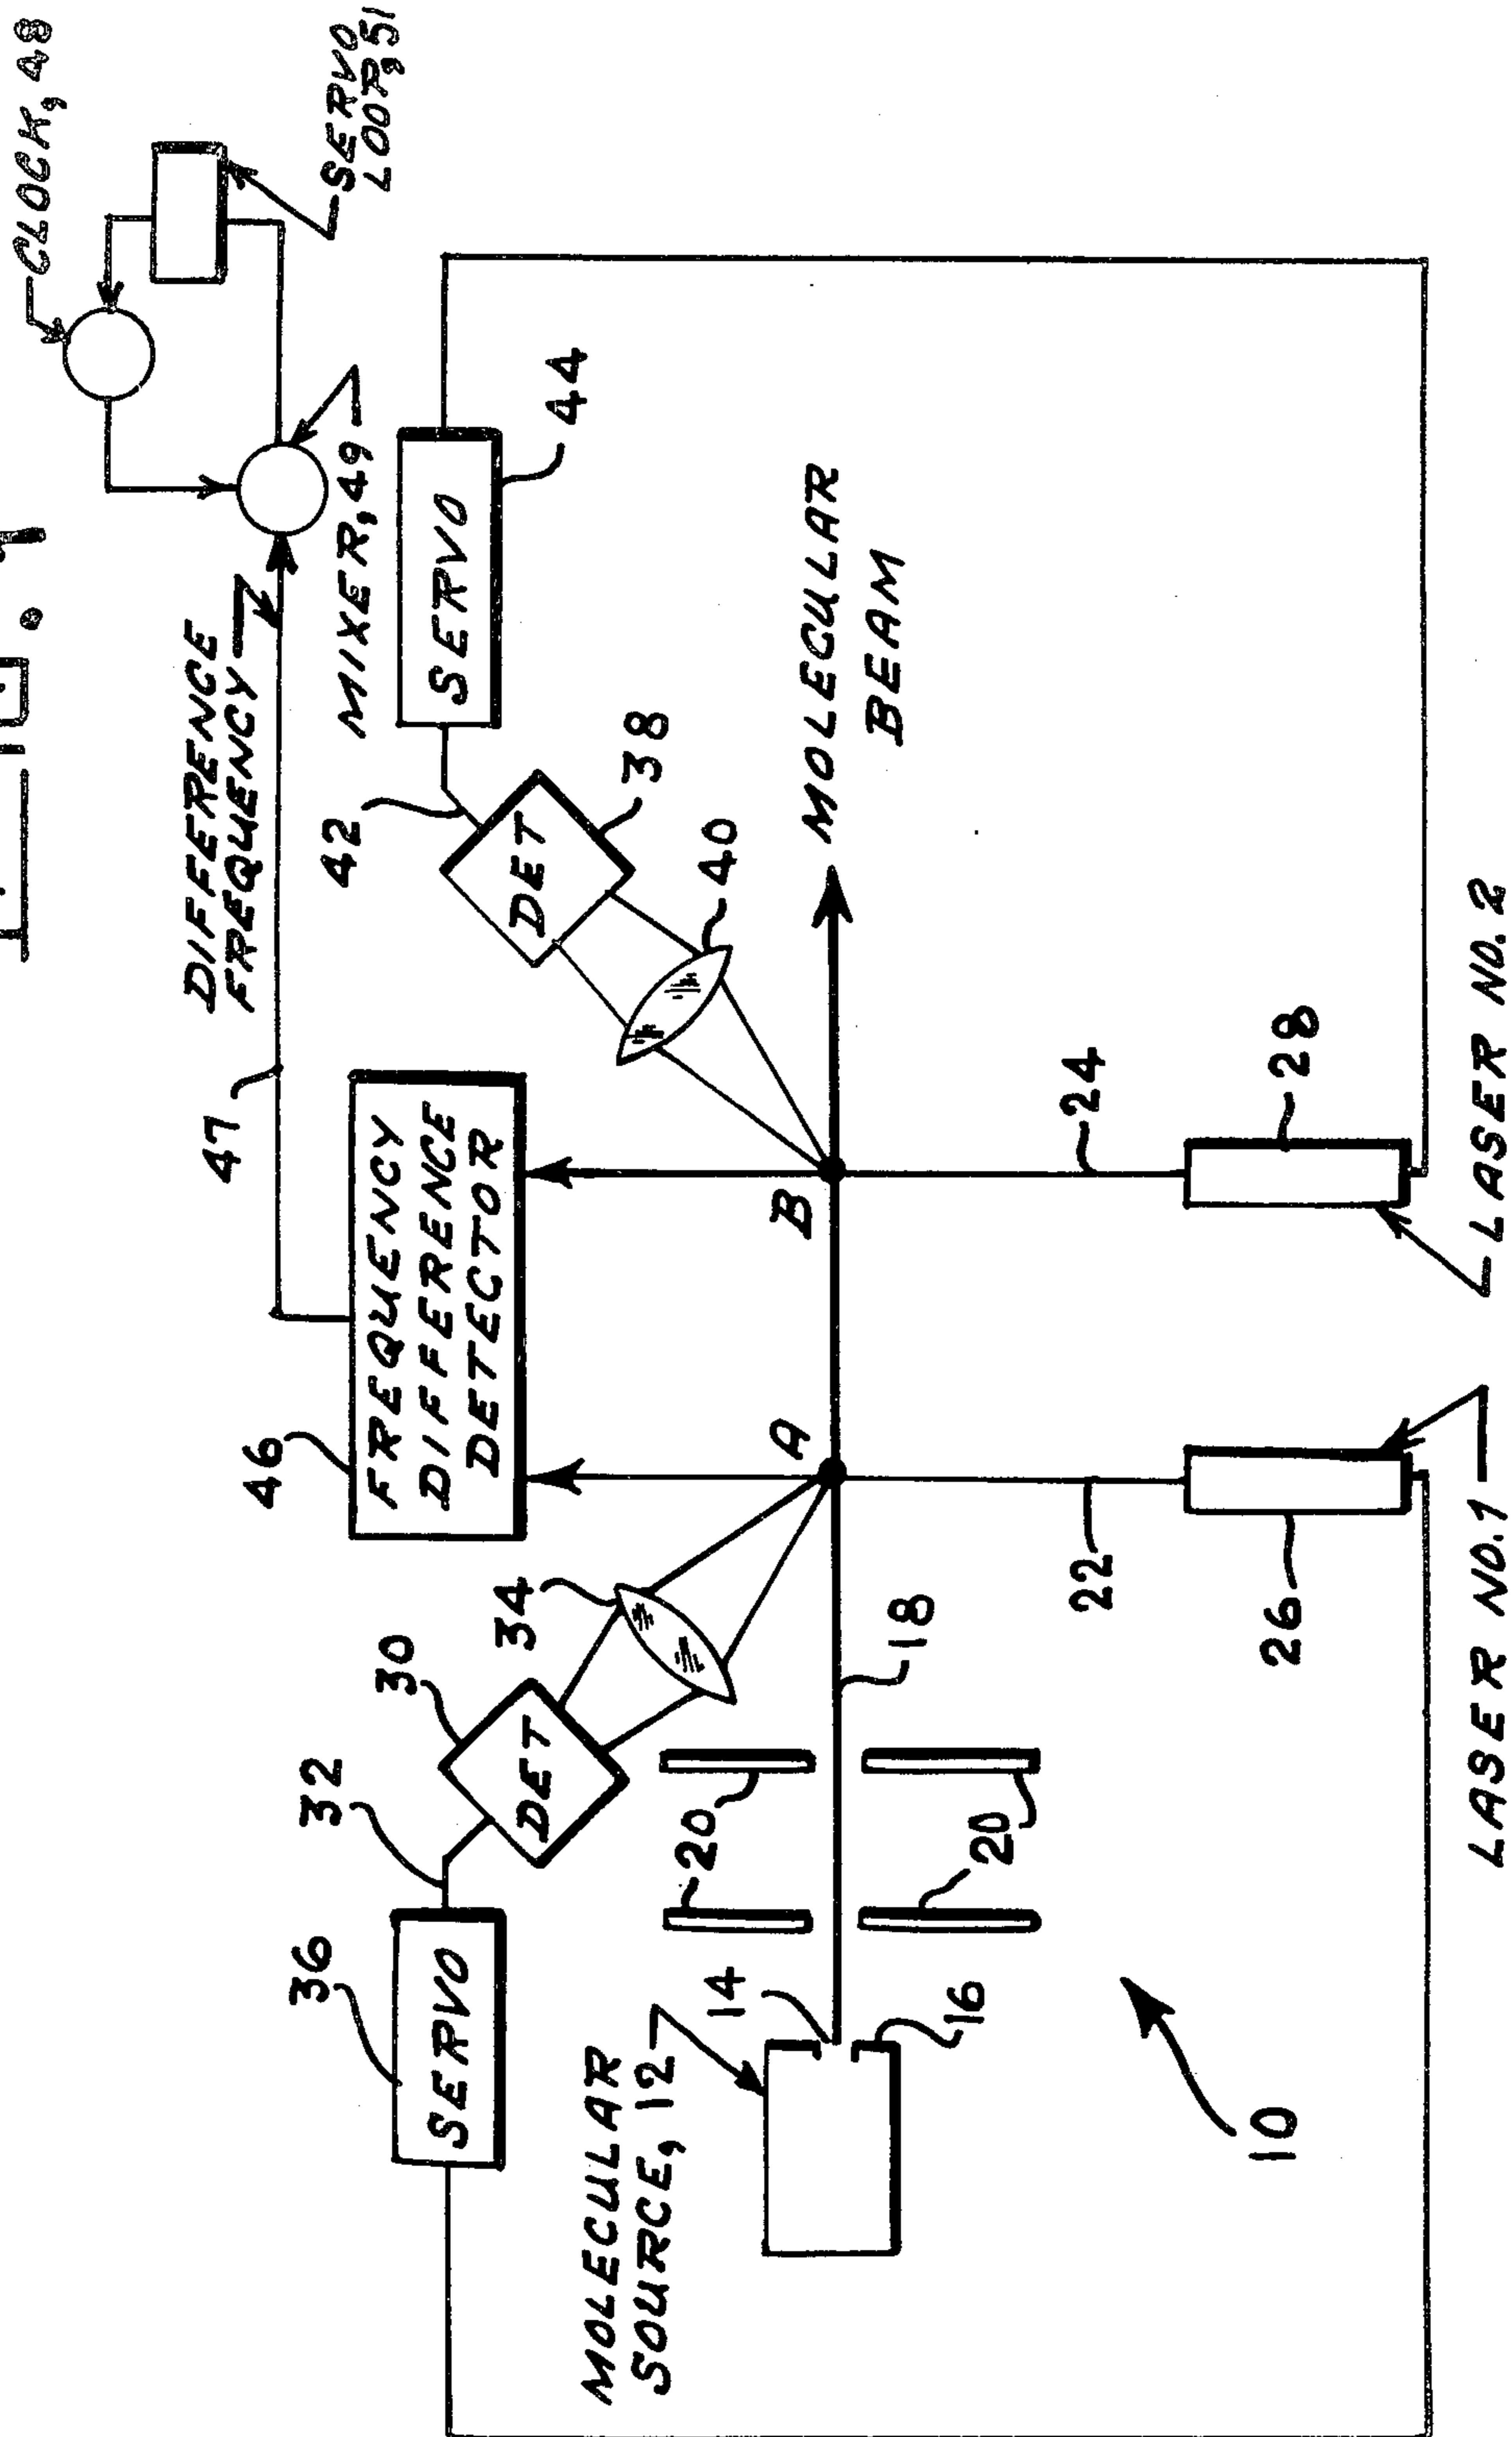 CLOCK, 48
SERVO
LOOP, 51
DIFFERENCE
FREQUENCY
47
MIXER, 49
46
FREQUENCY
DIFFERENCE
DETECTOR
42
SERVO
44
DET
38
40
36
SERVO
32
30
DET
34
MOLECULAR
SOURCE, 12
14
16
20
20
18
A
B
MOLECULAR
BEAM
10
22
24
26
28
LASER NO. 1
LASER NO. 2